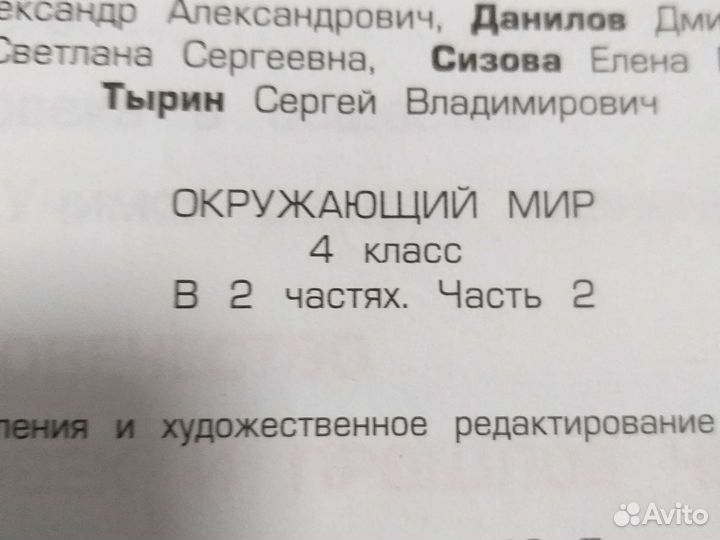 ександр Александрович, Данилов Дми
Светлана Сергеевна, Сизова Елена
Тырин Сергей Владимирович
ОКРУЖАЮЩИЙ МИР
4 класс
В 2 частях. Часть 2
ления и художественное редактирование
Avito